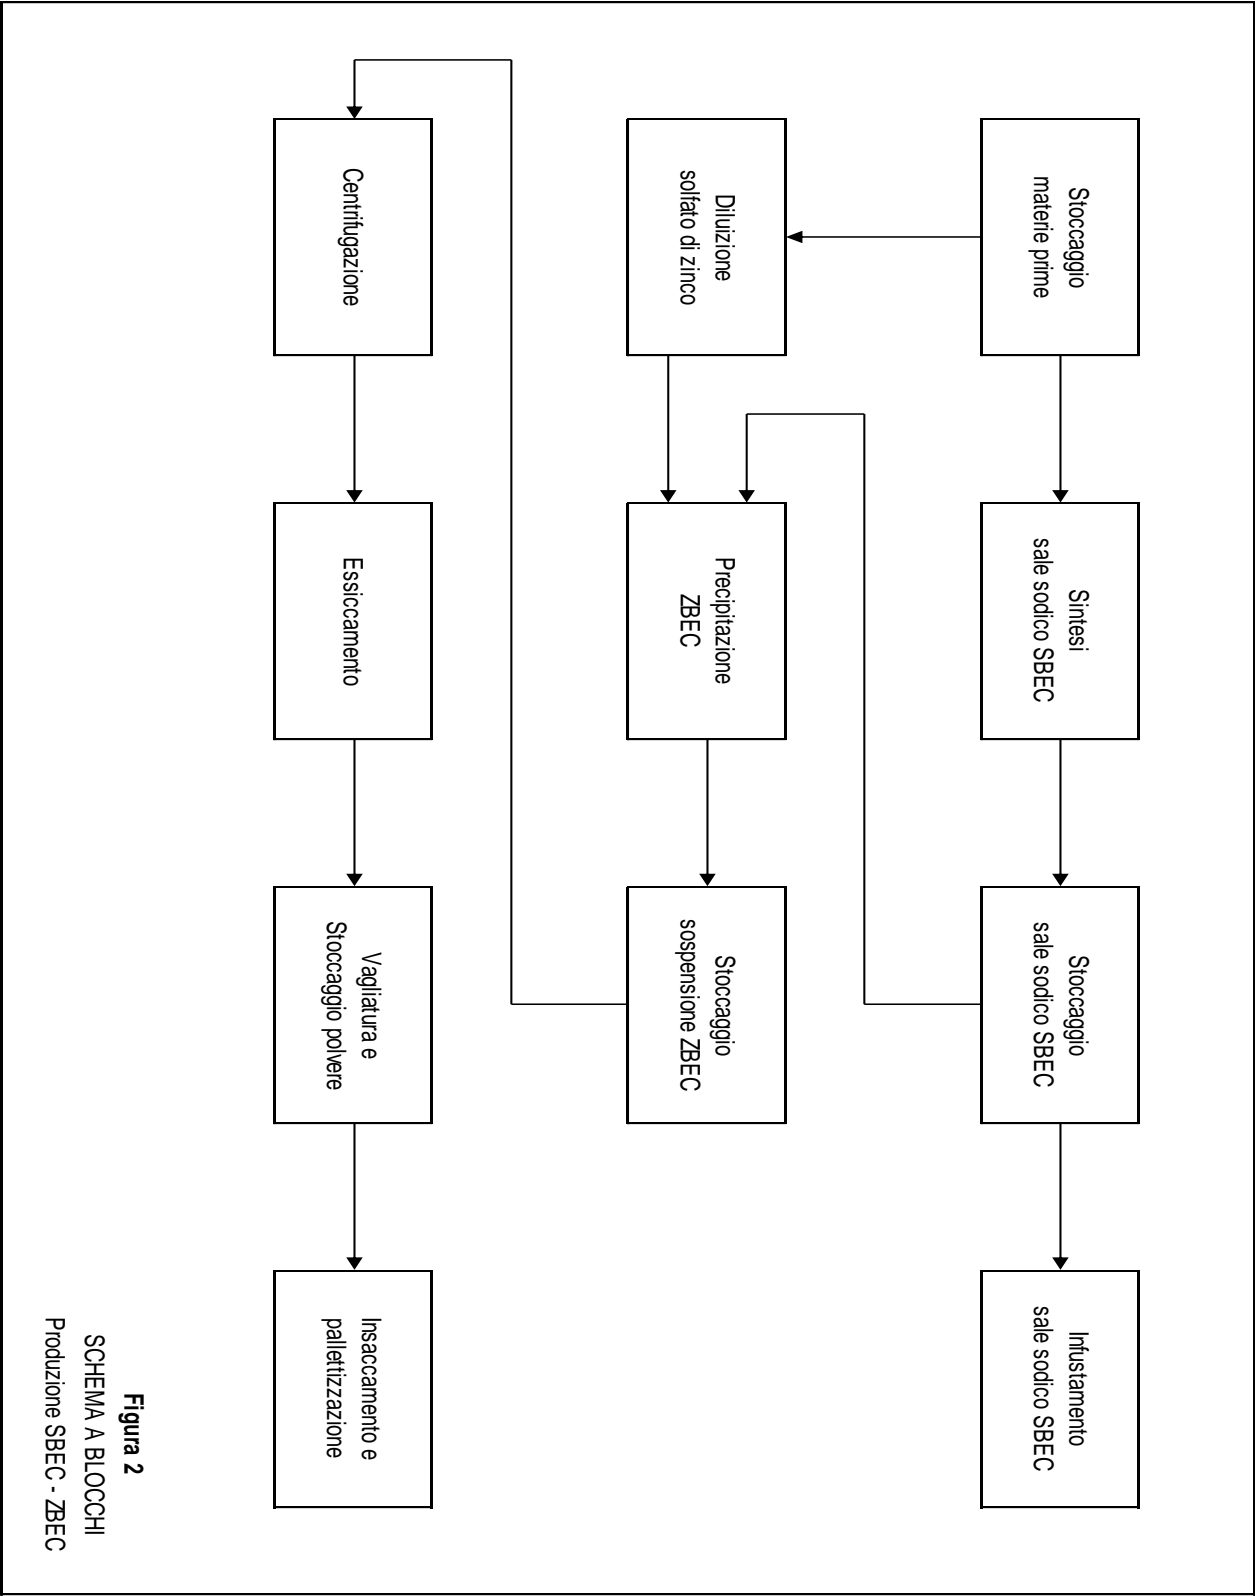 Stoccaggio
materie prime
Sintesi
sale sodico SBEC
Stoccaggio
sale sodico SBEC
Infustamento
sale sodico SBEC
Diluizione
solfato di zinco
Precipitazione
ZBEC
Stoccaggio
sospensione ZBEC
Centrifugazione
Essiccamento
Vagliatura e
Stoccaggio polvere
Insaccamento e
pallettizzazione
Figura 2
SCHEMA A BLOCCHI
Produzione SBEC - ZBEC